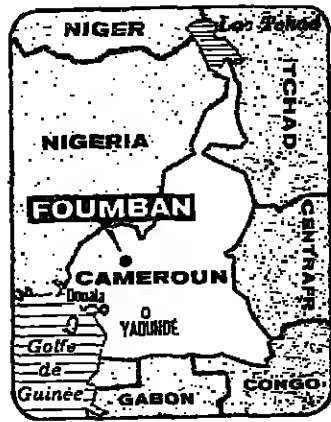 NIGER
Lac Tchad
TCHAD
NIGERIA
FOUMBAN
CENTRAFR.
CAMEROUN
Douala
YAOUNDÉ
Golfe
de
Guinée
GABON
CONGO